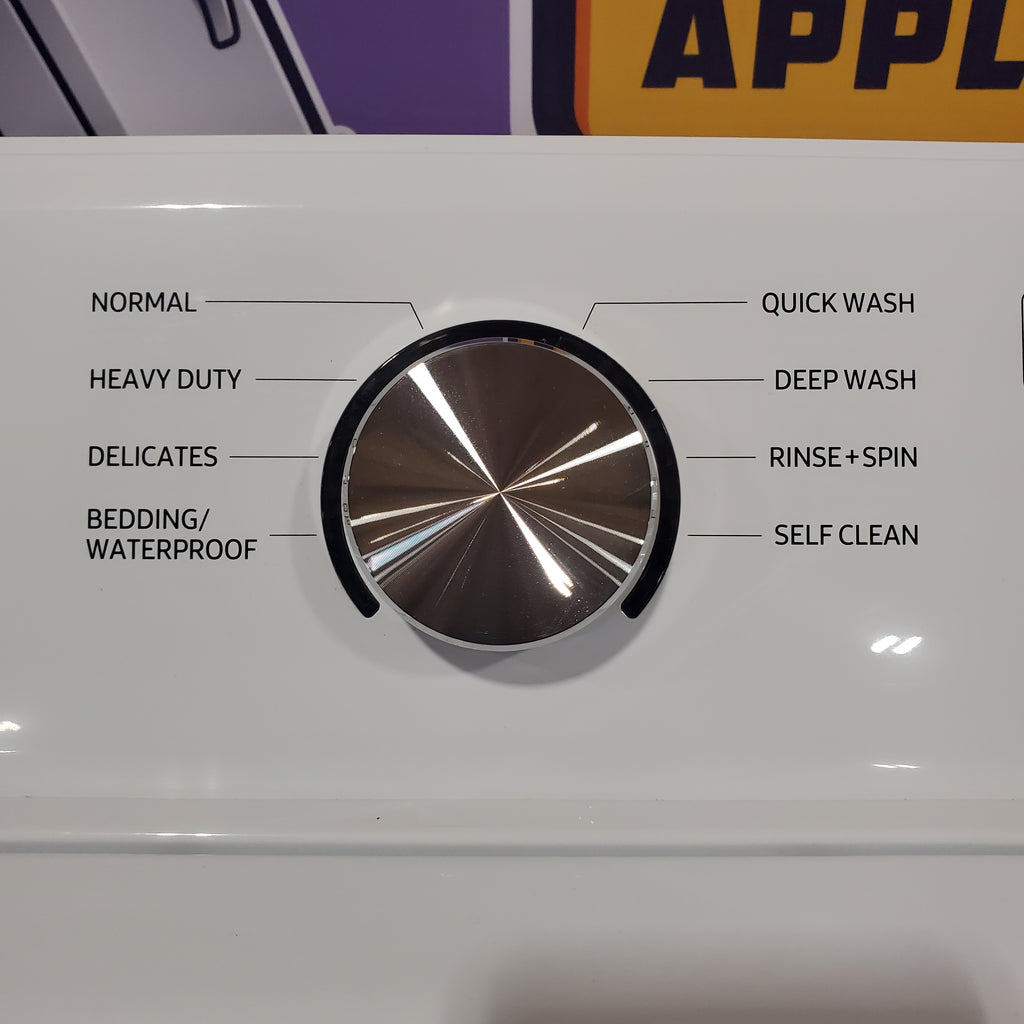 APPL
NORMAL
HEAVY DUTY
DELICATES
BEDDING/
WATERPROOF
QUICK WASH
DEEP WASH
RINSE+SPIN
SELF CLEAN